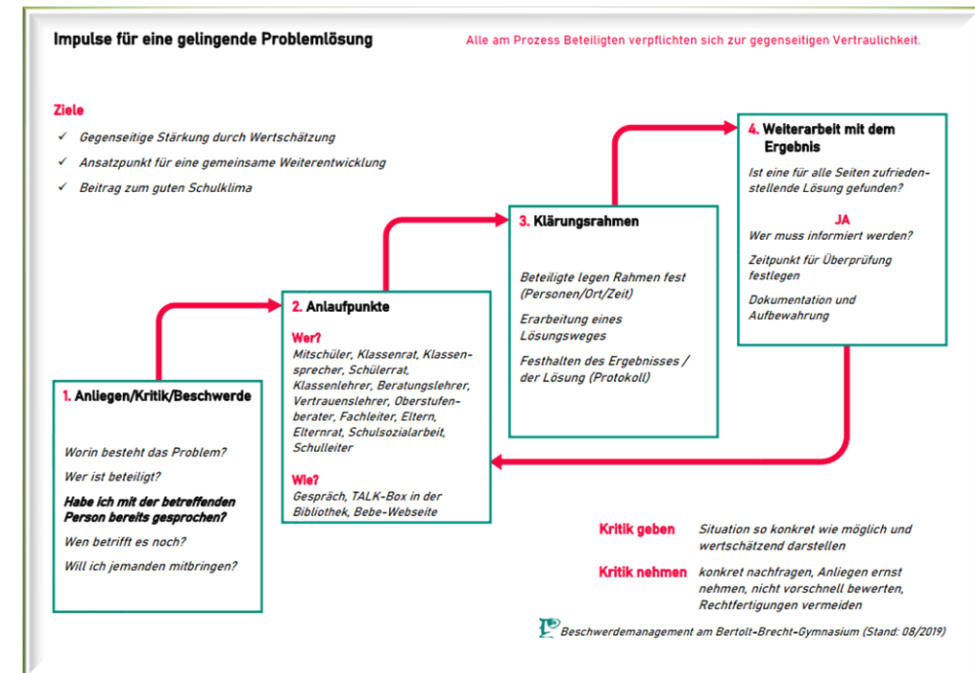 Impulse für eine gelingende Problemlösung
Alle am Prozess Beteiligten verpflichten sich zur gegenseitigen Vertraulichkeit.
Ziele
✓ Gegenseitige Stärkung durch Wertschätzung
✓ Ansatzpunkt für eine gemeinsame Weiterentwicklung
✓ Beitrag zum guten Schulklima
1. Anliegen/Kritik/Beschwerde
Worin besteht das Problem?
Wer ist beteiligt?
Habe ich mit der betreffenden
Person bereits gesprochen?
Wen betrifft es noch?
Will ich jemanden mitbringen?
2. Anlaufpunkte
Wer?
Mitschüler, Klassenrat, Klassen-
sprecher, Schülerrat,
Klassenlehrer, Beratungslehrer,
Vertrauenslehrer, Oberstufen-
berater, Fachleiter, Eltern,
Elternrat, Schulsozialarbeit,
Schulleiter
Wie?
Gespräch, TALK-Box in der
Bibliothek, Bebe-Webseite
3. Klärungsrahmen
Beteiligte legen Rahmen fest
(Personen/Ort/Zeit)
Erarbeitung eines
Lösungsweges
Festhalten des Ergebnisses /
der Lösung (Protokoll)
4. Weiterarbeit mit dem
Ergebnis
Ist eine für alle Seiten zufrieden-
stellende Lösung gefunden?
JA
Wer muss informiert werden?
Zeitpunkt für Überprüfung
festlegen
Dokumentation und
Aufbewahrung
Kritik geben Situation so konkret wie möglich und
wertschätzend darstellen
Kritik nehmen konkret nachfragen, Anliegen ernst
nehmen, nicht vorschnell bewerten,
Rechtfertigungen vermeiden
Beschwerdemanagement am Bertolt-Brecht-Gymnasium (Stand: 08/2019)